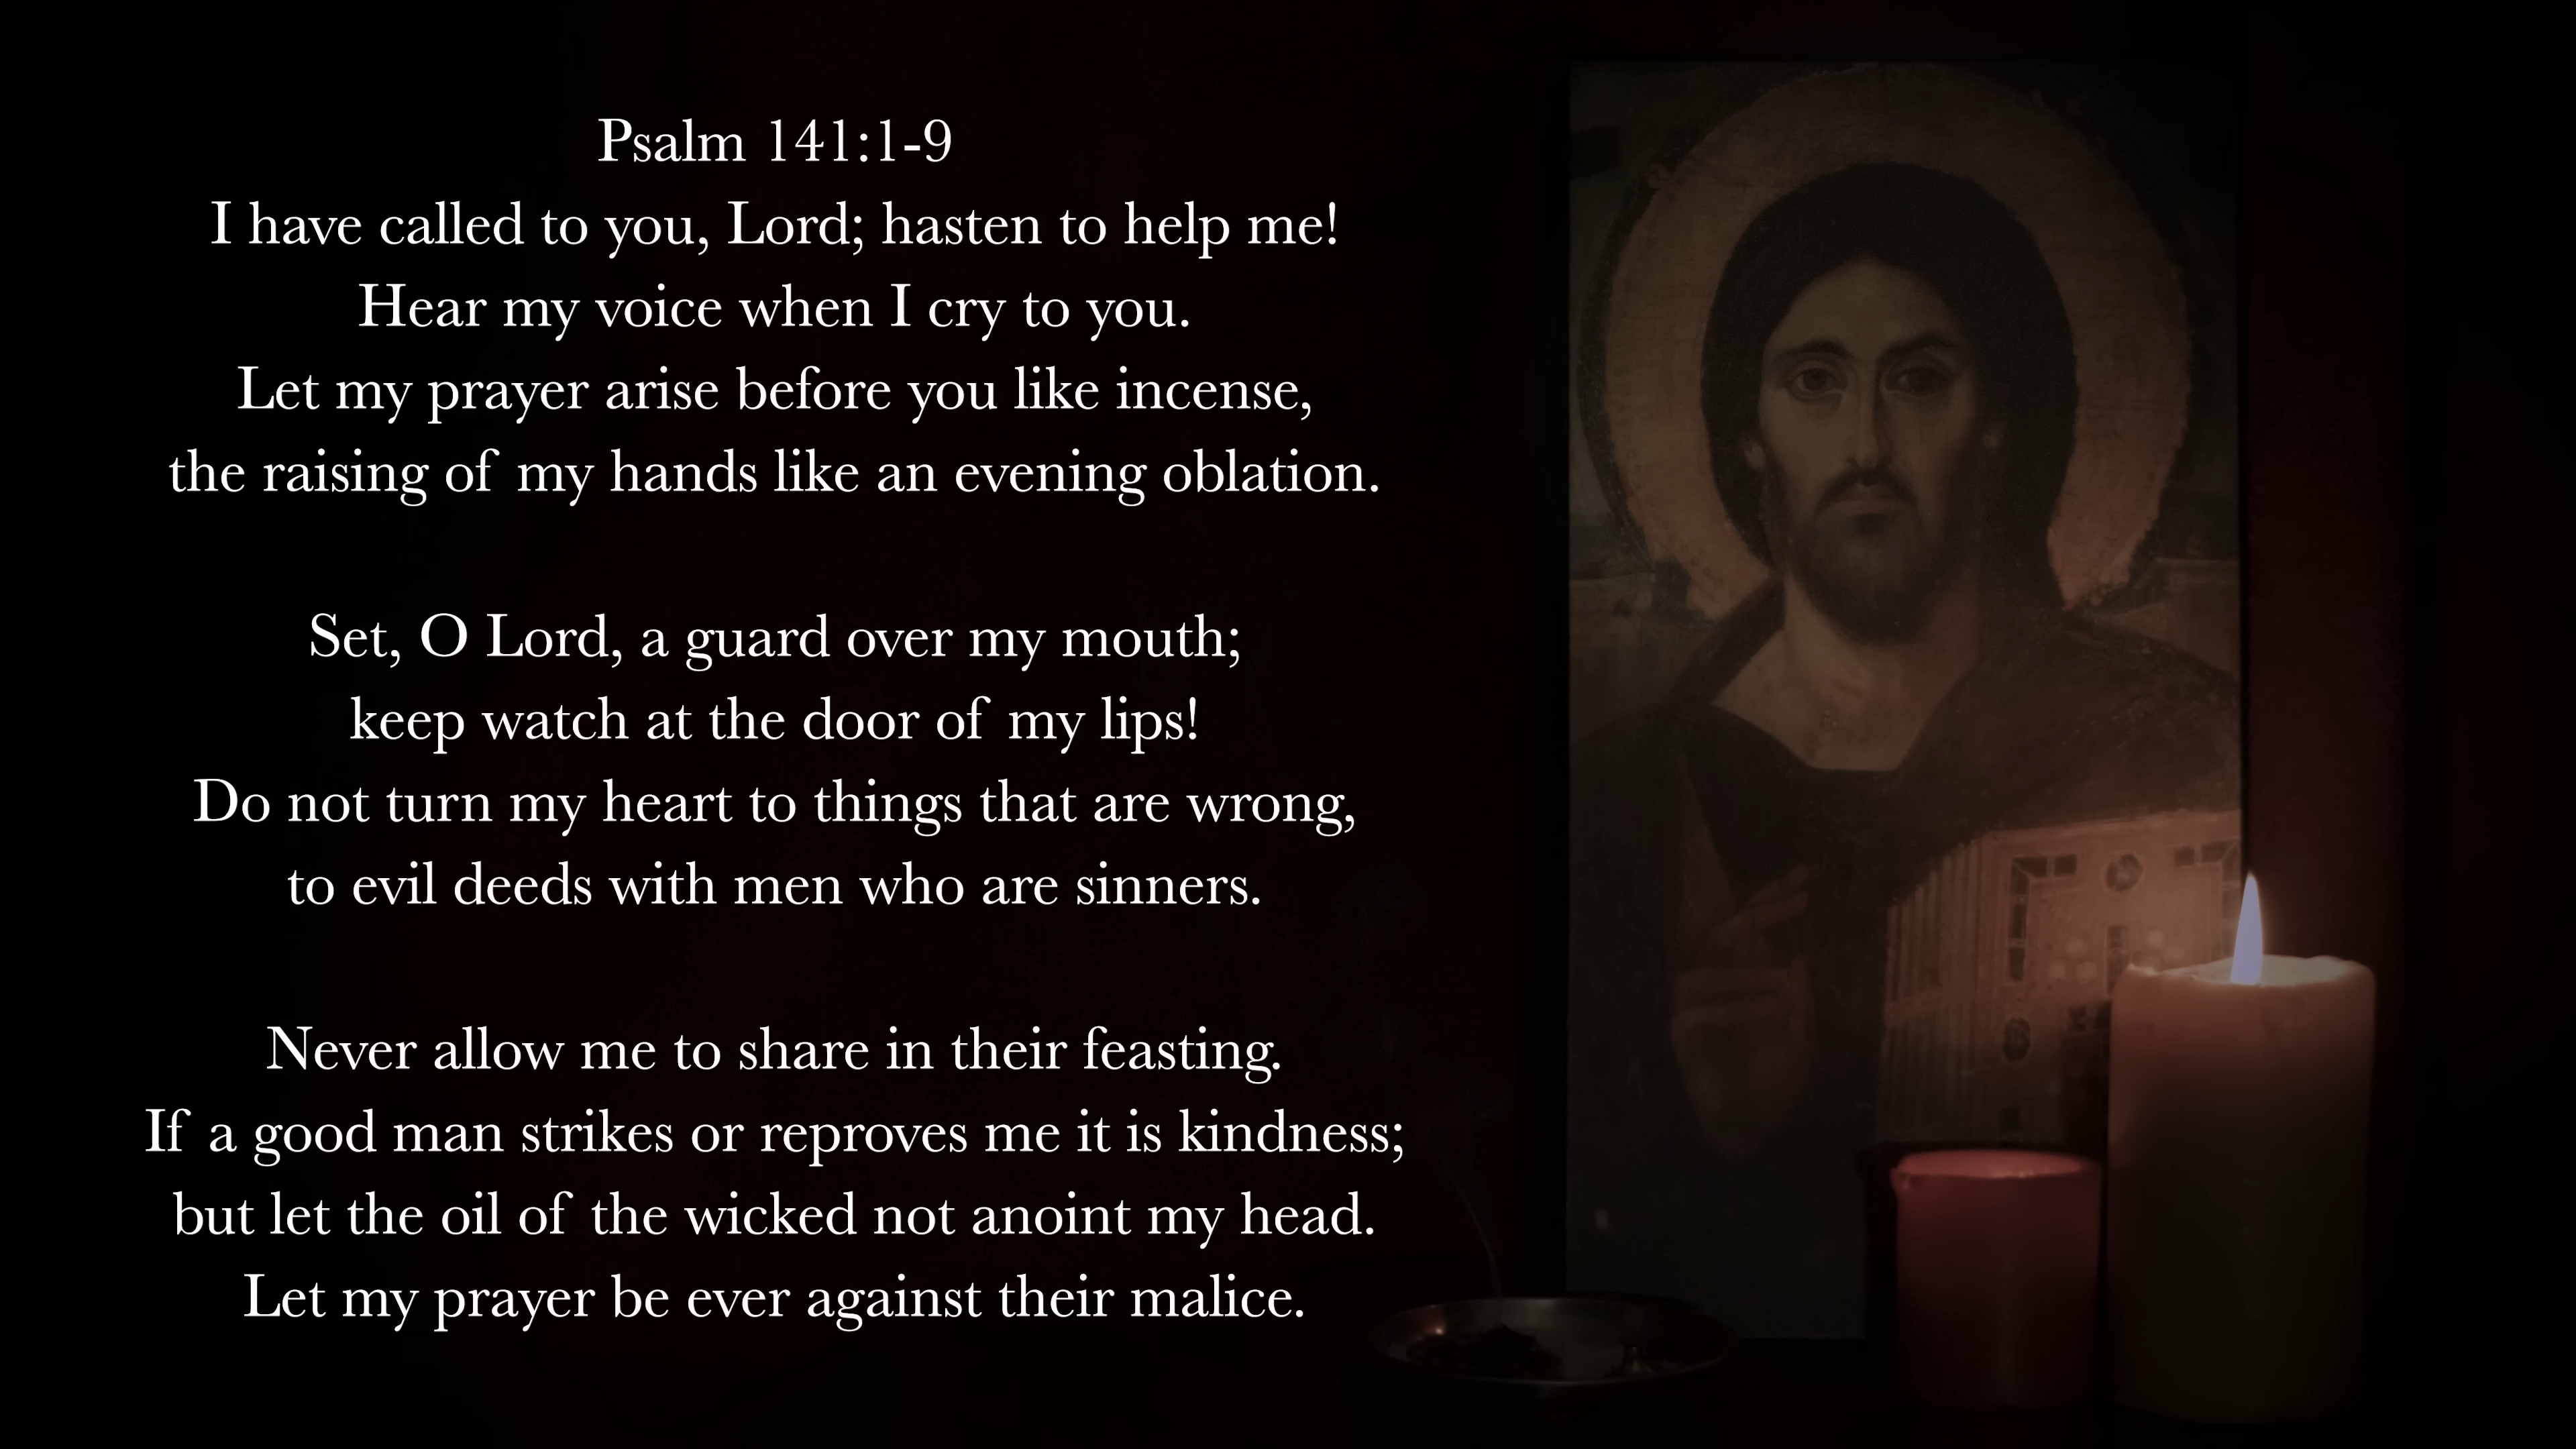 Psalm 141:1-9
I have called to you, Lord; hasten to help me!
Hear my voice when I cry to you.
Let my prayer arise before you like incense,
the raising of my hands like an evening oblation.
Set, O Lord, a guard over my mouth;
keep watch at the door of my lips!
Do not turn my heart to things that are wrong,
to evil deeds with men who are sinners.
Never allow me to share in their feasting.
If a good man strikes or reproves me it is kindness;
but let the oil of the wicked not anoint my head.
Let my prayer be ever against their malice.